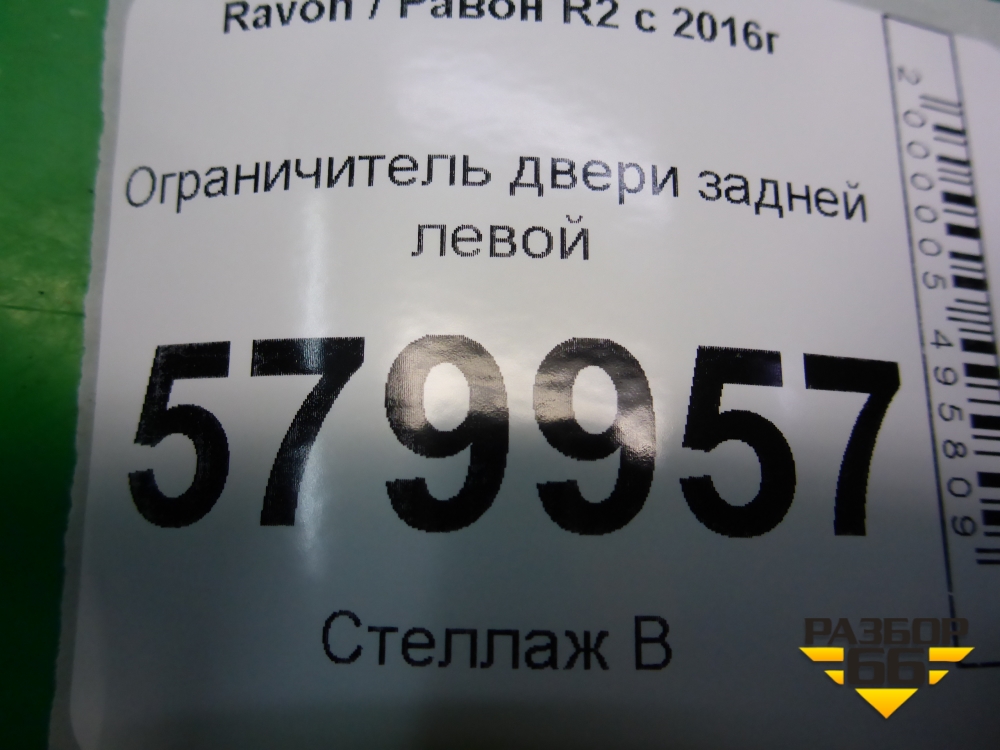 Ravon / Равон R2 с 2016г
Ограничитель двери задней
левой
579957
Стеллаж В
2000005495809
РАЗБОР
66